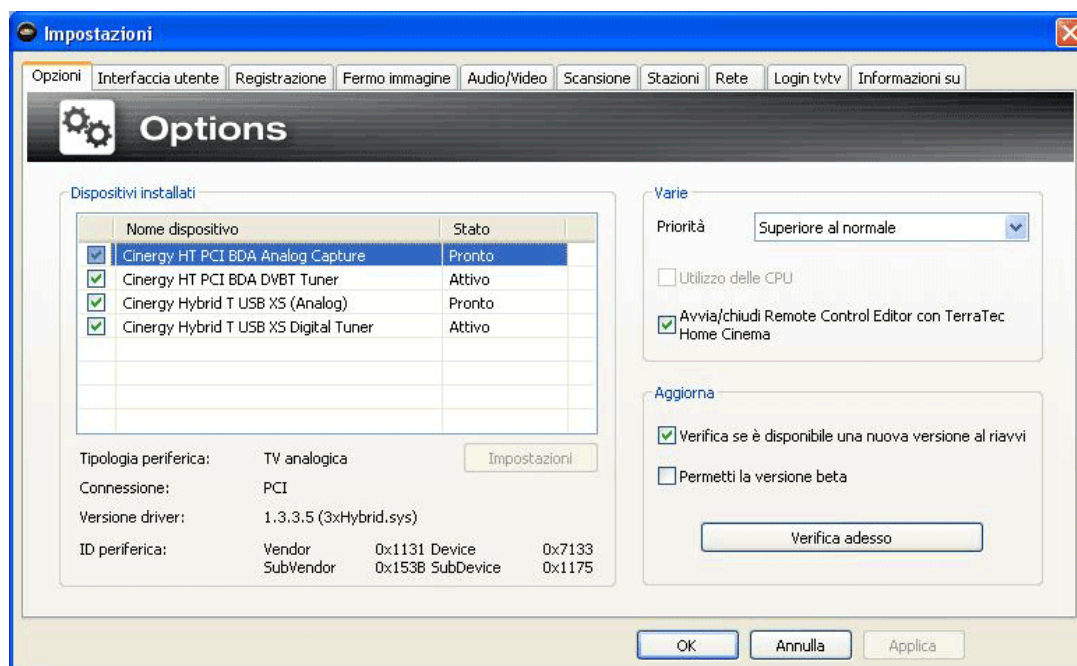 Impostazioni
Opzioni Interfaccia utente Registrazione Fermo immagine Audio/Video Scansione Stazioni Rete Login tvtv Informazioni su
Options
Dispositivi installati
Nome dispositivo Stato
Cinergy HT PCI BDA Analog Capture Pronto
Cinergy HT PCI BDA DVBT Tuner Attivo
Cinergy Hybrid T USB XS (Analog) Pronto
Cinergy Hybrid T USB XS Digital Tuner Attivo
Tipologia periferica: TV analogica Impostazioni
Connessione: PCI
Versione driver: 1.3.3.5 (3xHybrid.sys)
ID periferica: Vendor 0x1131 Device 0x7133
SubVendor 0x153B SubDevice 0x1175
Varie
Priorità Superiore al normale
Utilizzo delle CPU
Avvia/chiudi Remote Control Editor con TerraTec
Home Cinema
Aggiorna
Verifica se è disponibile una nuova versione al riavvi
Permetti la versione beta
Verifica adesso
OK Annulla Applica